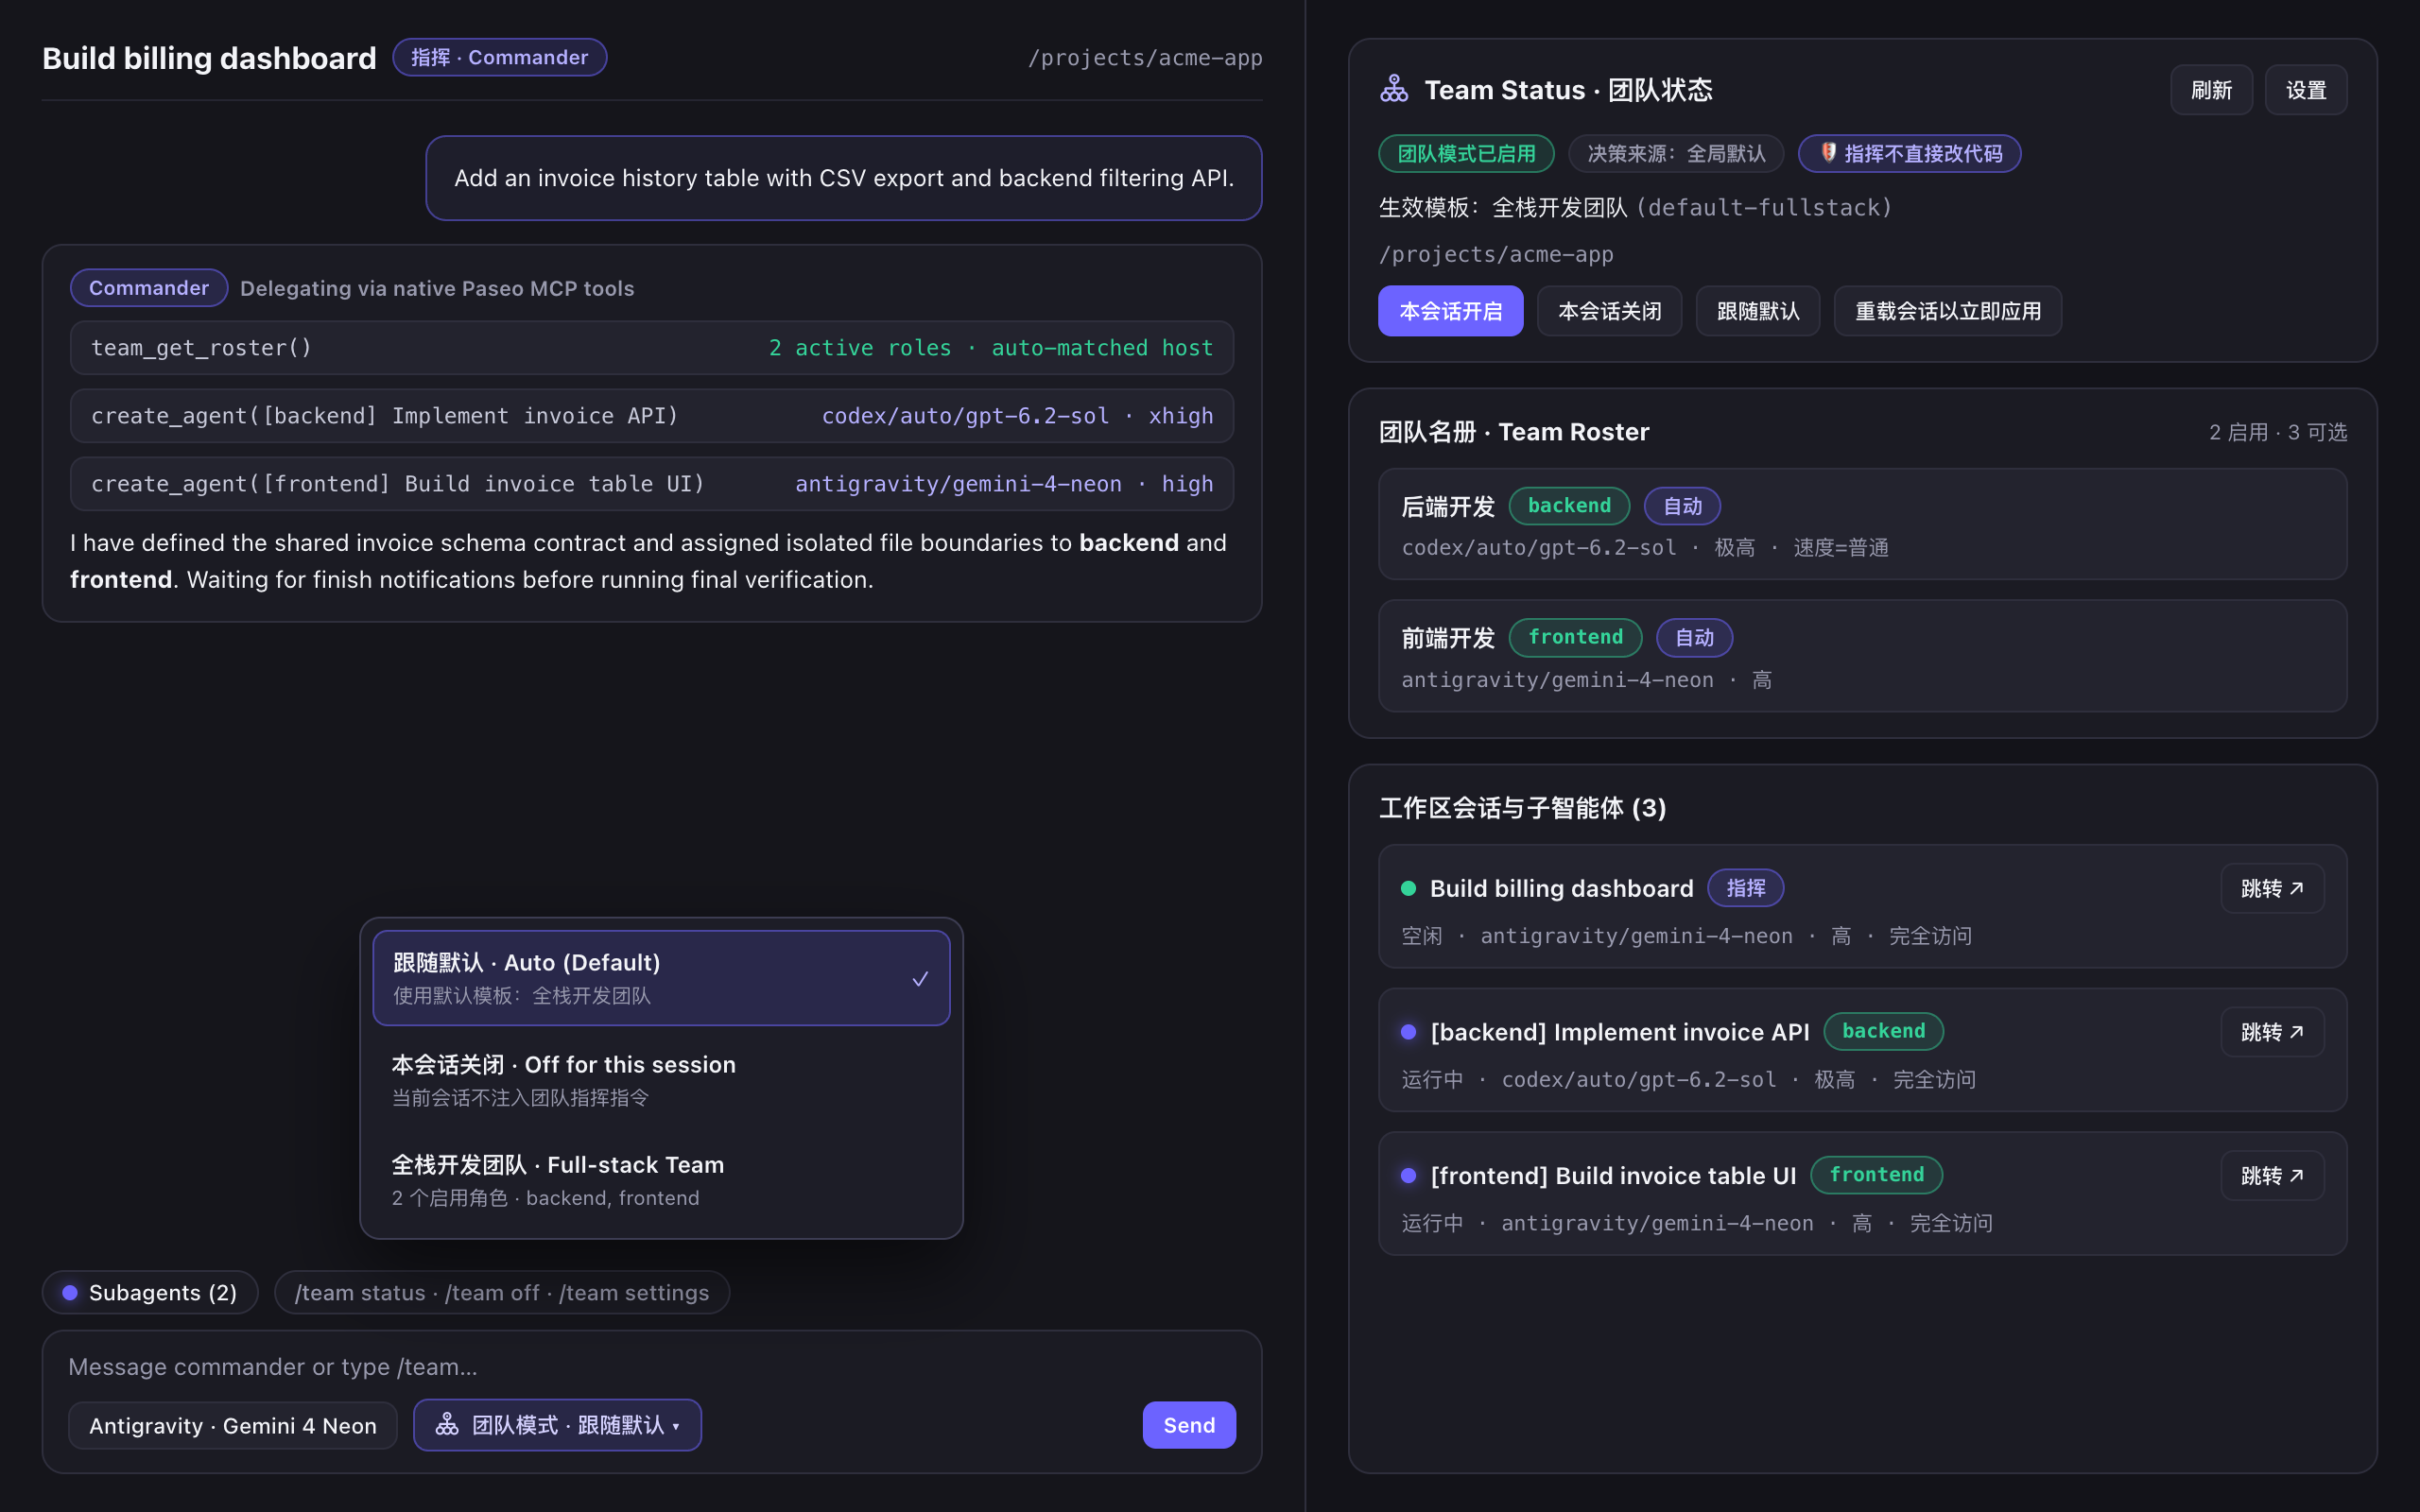 Build billing dashboard 指挥 · Commander /projects/acme-app
Add an invoice history table with CSV export and backend filtering API.
Commander Delegating via native Paseo MCP tools
team_get_roster() 2 active roles · auto-matched host
create_agent([backend] Implement invoice API) codex/auto/gpt-6.2-sol · xhigh
create_agent([frontend] Build invoice table UI) antigravity/gemini-4-neon · high
I have defined the shared invoice schema contract and assigned isolated file boundaries to backend and
frontend. Waiting for finish notifications before running final verification.
跟随默认 · Auto (Default) ✓
使用默认模板：全栈开发团队
本会话关闭 · Off for this session
当前会话不注入团队指挥指令
全栈开发团队 · Full-stack Team
2 个启用角色 · backend, frontend
Subagents (2) /team status · /team off · /team settings
Message commander or type /team...
Antigravity · Gemini 4 Neon 团队模式 · 跟随默认 ▾ Send
Team Status · 团队状态 刷新 设置
团队模式已启用 决策来源：全局默认 指挥不直接改代码
生效模板：全栈开发团队 (default-fullstack)
/projects/acme-app
本会话开启 本会话关闭 跟随默认 重载会话以立即应用
团队名册 · Team Roster 2 启用 · 3 可选
后端开发 backend 自动
codex/auto/gpt-6.2-sol · 极高 · 速度=普通
前端开发 frontend 自动
antigravity/gemini-4-neon · 高
工作区会话与子智能体 (3)
Build billing dashboard 指挥 跳转 ↗
空闲 · antigravity/gemini-4-neon · 高 · 完全访问
[backend] Implement invoice API backend 跳转 ↗
运行中 · codex/auto/gpt-6.2-sol · 极高 · 完全访问
[frontend] Build invoice table UI frontend 跳转 ↗
运行中 · antigravity/gemini-4-neon · 高 · 完全访问